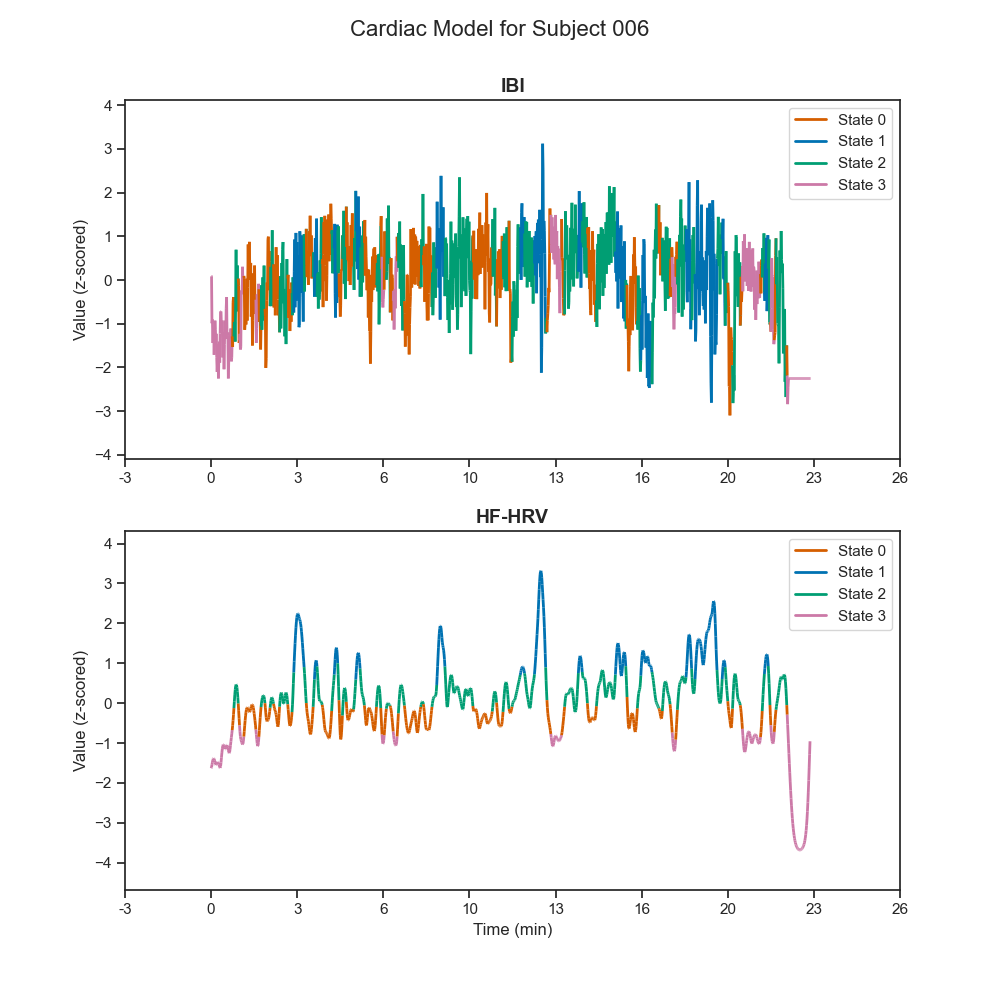 Cardiac Model for Subject 006
IBI
4
3
2
1
0
−1
−2
−3
−4
Value (z-scored)
State 0
State 1
State 2
State 3
-3
0
3
6
10
13
16
20
23
26
HF-HRV
4
3
2
1
0
−1
−2
−3
−4
Value (z-scored)
State 0
State 1
State 2
State 3
-3
0
3
6
10
13
16
20
23
26
Time (min)